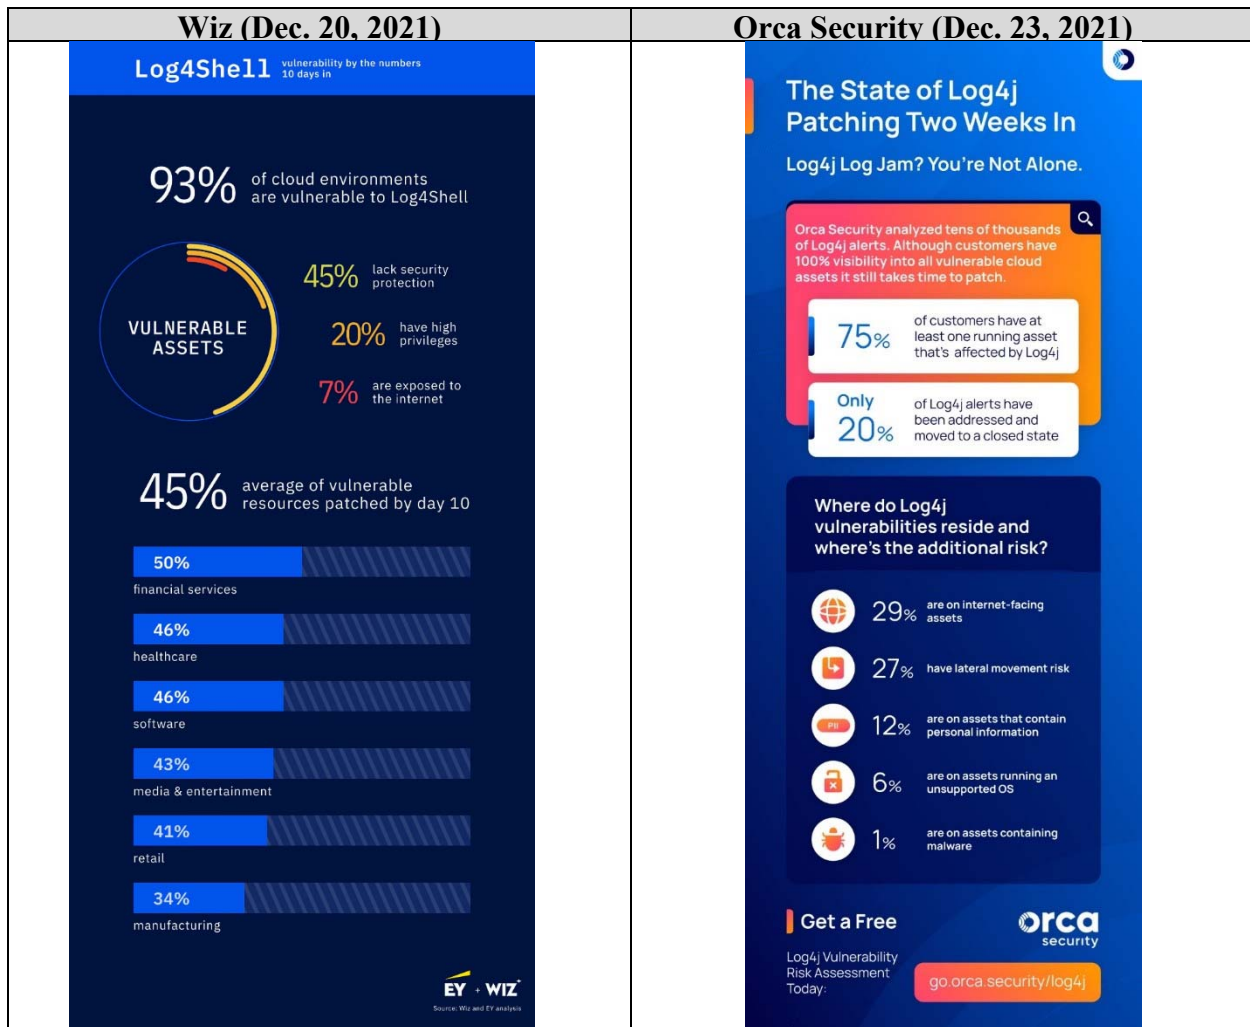 Wiz (Dec. 20, 2021)
Log4Shell
vulnerability by the numbers
10 days in
93%
of cloud environments
are vulnerable to Log4Shell
VULNERABLE
ASSETS
45%
lack security
protection
20%
have high
privileges
7%
are exposed to
the internet
45%
average of vulnerable
resources patched by day 10
50%
financial services
46%
healthcare
46%
software
43%
media & entertainment
41%
retail
34%
manufacturing
EY + WIZ
Source: Wiz and EY analysis
Orca Security (Dec. 23, 2021)
The State of Log4j
Patching Two Weeks In
Log4j Log Jam? You're Not Alone.
Orca Security analyzed tens of thousands
of Log4j alerts. Although customers have
100% visibility into all vulnerable cloud
assets it still takes time to patch.
75%
of customers have at
least one running asset
that's affected by Log4j
Only
20%
of Log4j alerts have
been addressed and
moved to a closed state
Where do Log4j
vulnerabilities reside and
where's the additional risk?
29%
are on internet-facing
assets
27%
have lateral movement risk
PII
12%
are on assets that contain
personal information
6%
are on assets running an
unsupported OS
1%
are on assets containing
malware
Get a Free
Log4j Vulnerability
Risk Assessment
Today:
orca
security
go.orca.security/log4j